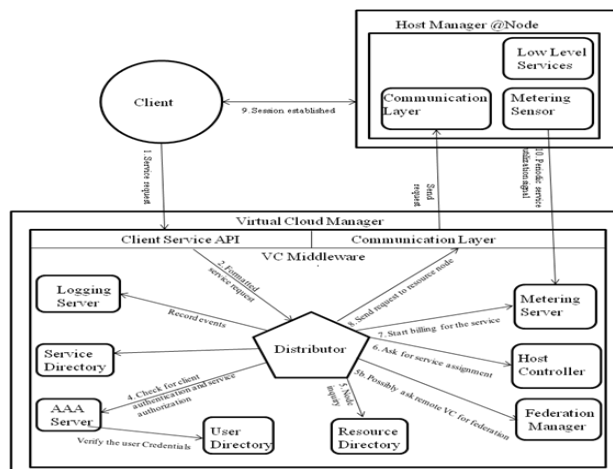 Host Manager @Node
Low Level
Services
Communication
Layer
Metering
Sensor
Client
9. Session established
1. Service request
Send
request
10. Periodic service
utilization signal
Virtual Cloud Manager
Client Service API
Communication Layer
VC Middleware
2. Formatted
service request
8. Send request to resource node
Logging
Server
Record events
Metering
Server
7. Start billing for the service
Distributor
Service
Directory
6. Ask for service assignment
Host
Controller
4. Check for client
authentication and service
authorization
5. Node
inquiry
5b. Possibly ask remote VC for federation
AAA
Server
Verify the user Credentials
User
Directory
Resource
Directory
Federation
Manager